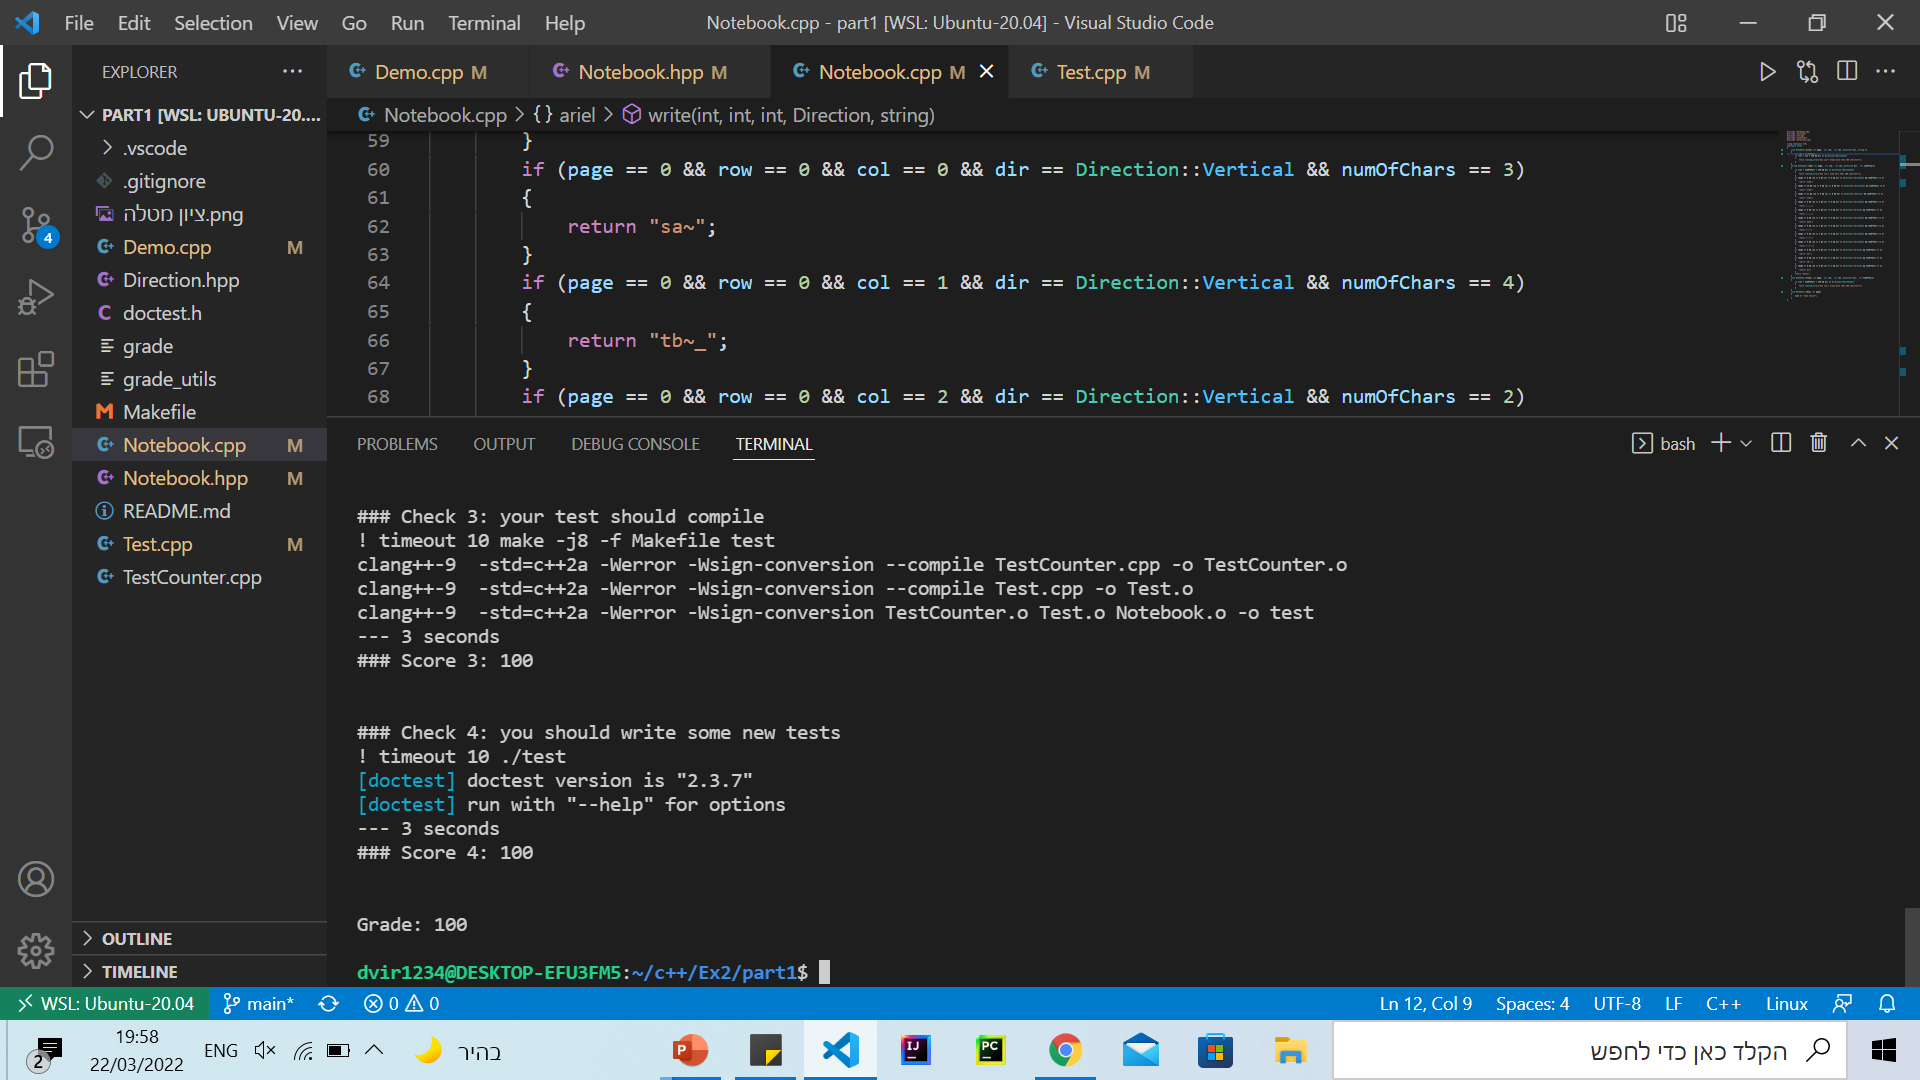 File Edit Selection View Go Run Terminal Help
Notebook.cpp - part1 [WSL: Ubuntu-20.04] - Visual Studio Code
EXPLORER
PART1 [WSL: UBUNTU-20....
.vscode
.gitignore
ציון מטלה.png
Demo.cpp M
Direction.hpp
doctest.h
grade
grade_utils
Makefile
Notebook.cpp M
Notebook.hpp M
README.md
Test.cpp M
TestCounter.cpp
OUTLINE
TIMELINE
4
Demo.cpp M
Notebook.hpp M
Notebook.cpp M
Test.cpp M
Notebook.cpp > {} ariel > write(int, int, int, Direction, string)
59 }
60 if (page == 0 && row == 0 && col == 0 && dir == Direction::Vertical && numOfChars == 3)
61 {
62 return "sa~";
63 }
64 if (page == 0 && row == 0 && col == 1 && dir == Direction::Vertical && numOfChars == 4)
65 {
66 return "tb~_";
67 }
68 if (page == 0 && row == 0 && col == 2 && dir == Direction::Vertical && numOfChars == 2)
PROBLEMS OUTPUT DEBUG CONSOLE TERMINAL
bash
### Check 3: your test should compile
! timeout 10 make -j8 -f Makefile test
clang++-9  -std=c++2a -Werror -Wsign-conversion --compile TestCounter.cpp -o TestCounter.o
clang++-9  -std=c++2a -Werror -Wsign-conversion --compile Test.cpp -o Test.o
clang++-9  -std=c++2a -Werror -Wsign-conversion TestCounter.o Test.o Notebook.o -o test
--- 3 seconds
### Score 3: 100
### Check 4: you should write some new tests
! timeout 10 ./test
[doctest] doctest version is "2.3.7"
[doctest] run with "--help" for options
--- 3 seconds
### Score 4: 100
Grade: 100
dvir1234@DESKTOP-EFU3FM5:~/c++/Ex2/part1$
WSL: Ubuntu-20.04 main* 0 0
Ln 12, Col 9 Spaces: 4 UTF-8 LF C++ Linux
2
19:58
22/03/2022
ENG
בהיר
P
IJ
PC
הקלד כאן כדי לחפש